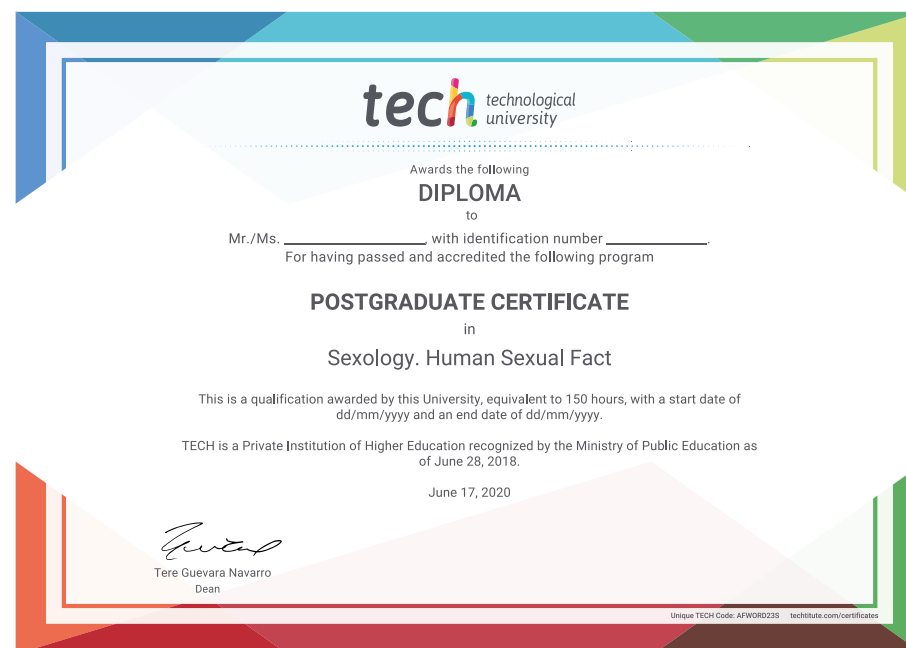 tech technological
university
Awards the following
DIPLOMA
to
Mr./Ms. ____________________, with identification number ______________.
For having passed and accredited the following program
POSTGRADUATE CERTIFICATE
in
Sexology. Human Sexual Fact
This is a qualification awarded by this University, equivalent to 150 hours, with a start date of
dd/mm/yyyy and an end date of dd/mm/yyyy.
TECH is a Private Institution of Higher Education recognized by the Ministry of Public Education as
of June 28, 2018.
June 17, 2020
Tere Guevara Navarro
Dean
Unique TECH Code: AFWORD23S techtitute.com/certificates